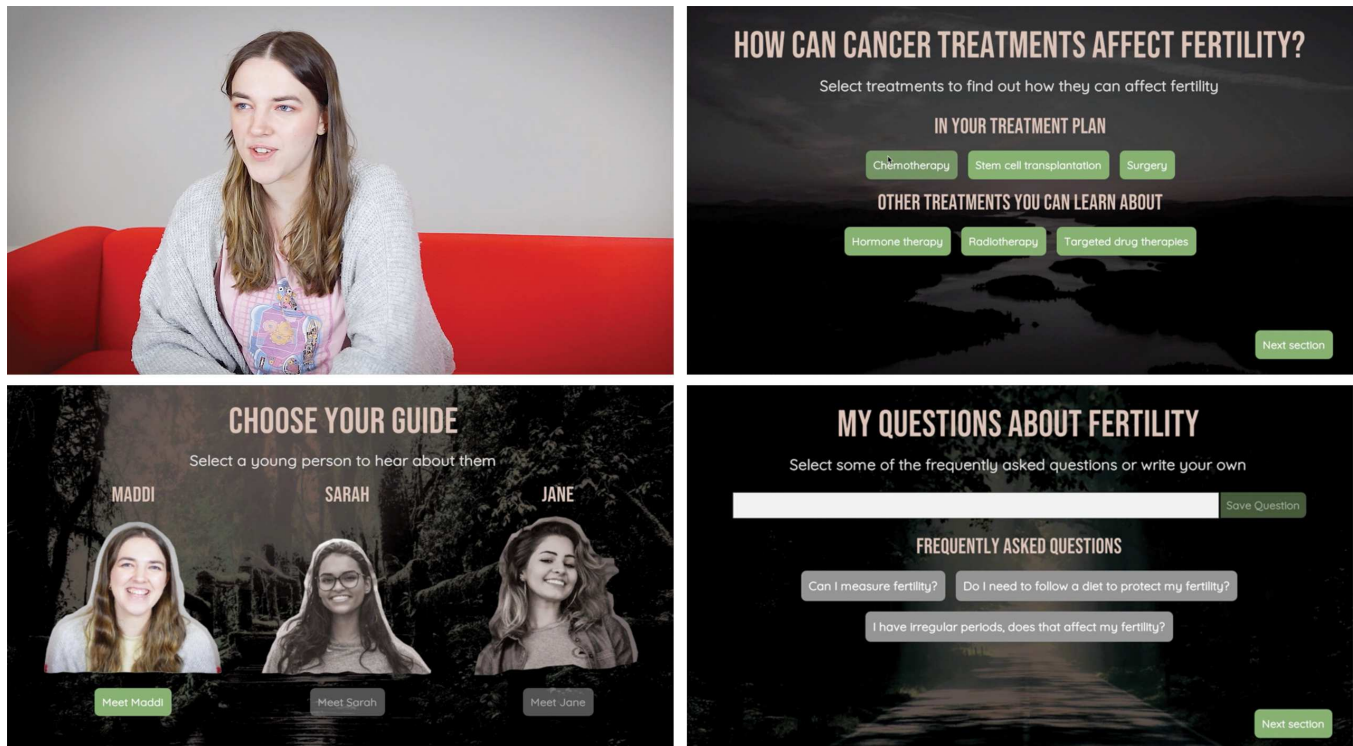 HOW CAN CANCER TREATMENTS AFFECT FERTILITY?
Select treatments to find out how they can affect fertility
IN YOUR TREATMENT PLAN
Chemotherapy
Stem cell transplantation
Surgery
OTHER TREATMENTS YOU CAN LEARN ABOUT
Hormone therapy
Radiotherapy
Targeted drug therapies
Next section
CHOOSE YOUR GUIDE
Select a young person to hear about them
MADDI
SARAH
JANE
Meet Maddi
Meet Sarah
Meet Jane
MY QUESTIONS ABOUT FERTILITY
Select some of the frequently asked questions or write your own
Save Question
FREQUENTLY ASKED QUESTIONS
Can I measure fertility?
Do I need to follow a diet to protect my fertility?
I have irregular periods, does that affect my fertility?
Next section